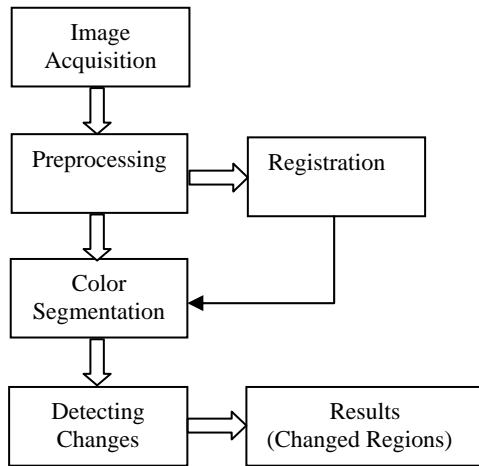 Image
Acquisition
Preprocessing
Registration
Color
Segmentation
Detecting
Changes
Results
(Changed Regions)